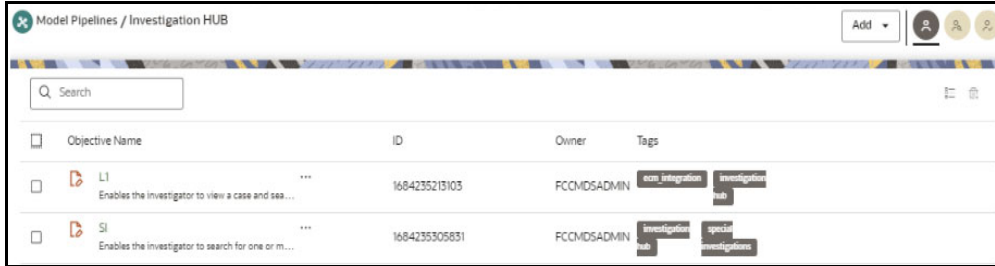 Model Pipelines / Investigation HUB
Add
Search
Objective Name ID Owner Tags
L1 ...
Enables the investigator to view a case and sea...
1684235213103 FCCMDSADMIN ecm_integration investigation hub
SI ...
Enables the investigator to search for one or m...
1684235305831 FCCMDSADMIN investigation hub special investigations